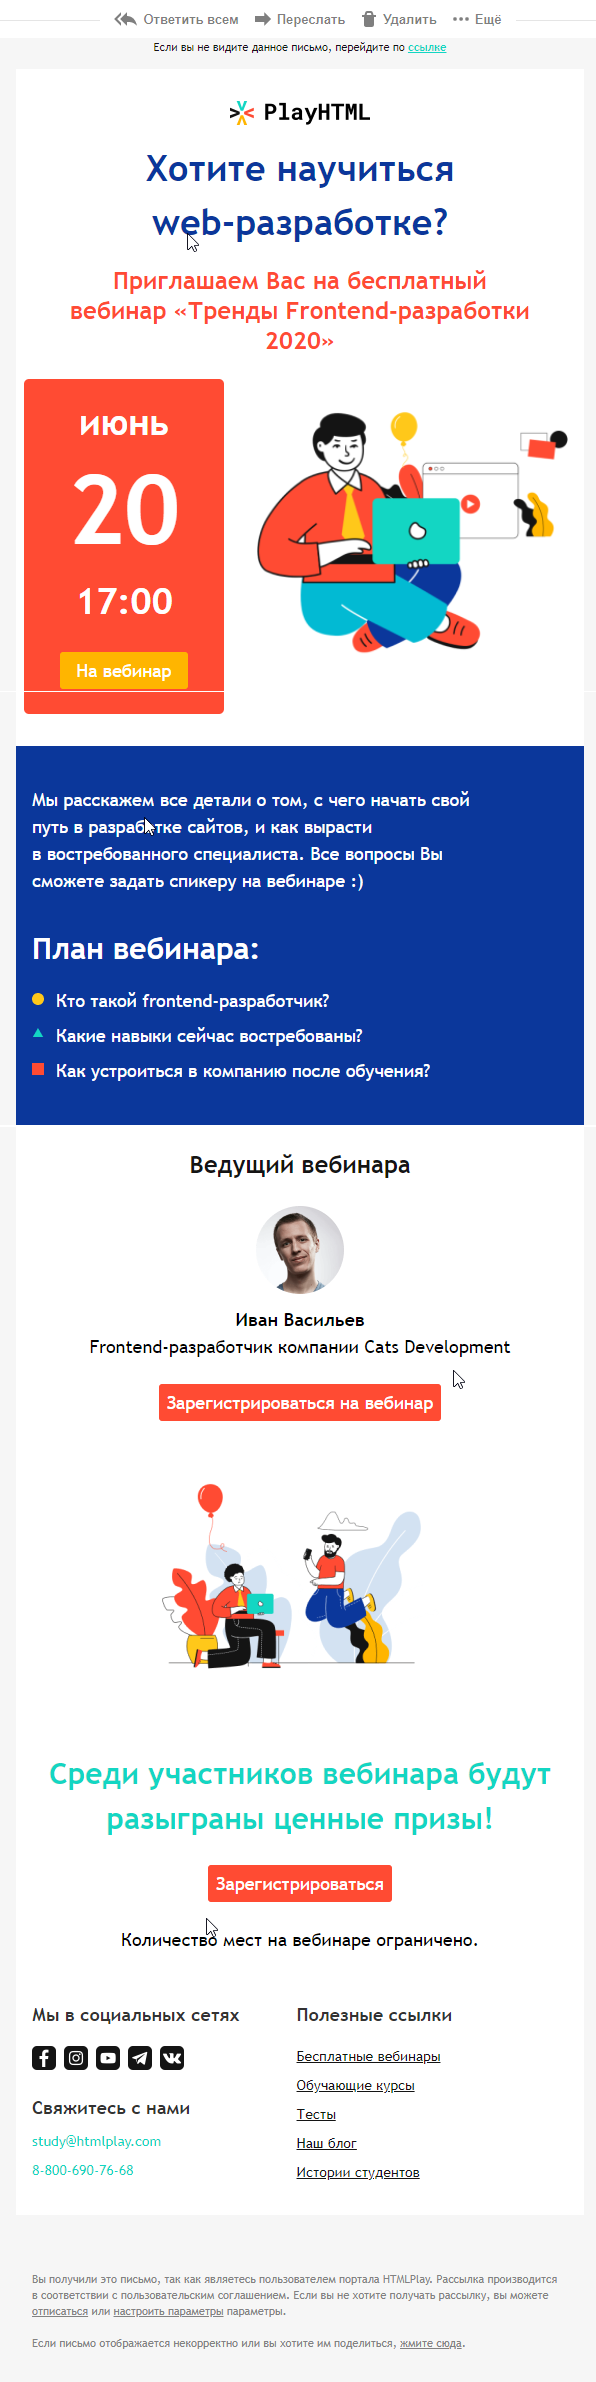 Ответить всем Переслать Удалить Ещё
Если вы не видите данное письмо, перейдите по ссылке
PlayHTML
Хотите научиться
web-разработке?
Приглашаем Вас на бесплатный
вебинар «Тренды Frontend-разработки
2020»
июнь
20
17:00
На вебинар
Мы расскажем все детали о том, с чего начать свой
путь в разработке сайтов, и как вырасти
в востребованного специалиста. Все вопросы Вы
сможете задать спикеру на вебинаре :)
План вебинара:
Кто такой frontend-разработчик?
Какие навыки сейчас востребованы?
Как устроиться в компанию после обучения?
Ведущий вебинара
Иван Васильев
Frontend-разработчик компании Cats Development
Зарегистрироваться на вебинар
Среди участников вебинара будут
разыграны ценные призы!
Зарегистрироваться
Количество мест на вебинаре ограничено.
Мы в социальных сетях
Свяжитесь с нами
study@htmlplay.com
8-800-690-76-68
Полезные ссылки
Бесплатные вебинары
Обучающие курсы
Тесты
Наш блог
Истории студентов
Вы получили это письмо, так как являетесь пользователем портала HTMLPlay. Рассылка производится
в соответствии с пользовательским соглашением. Если вы не хотите получать рассылку, вы можете
отписаться или настроить параметры параметры.
Если письмо отображается некорректно или вы хотите им поделиться, жмите сюда.